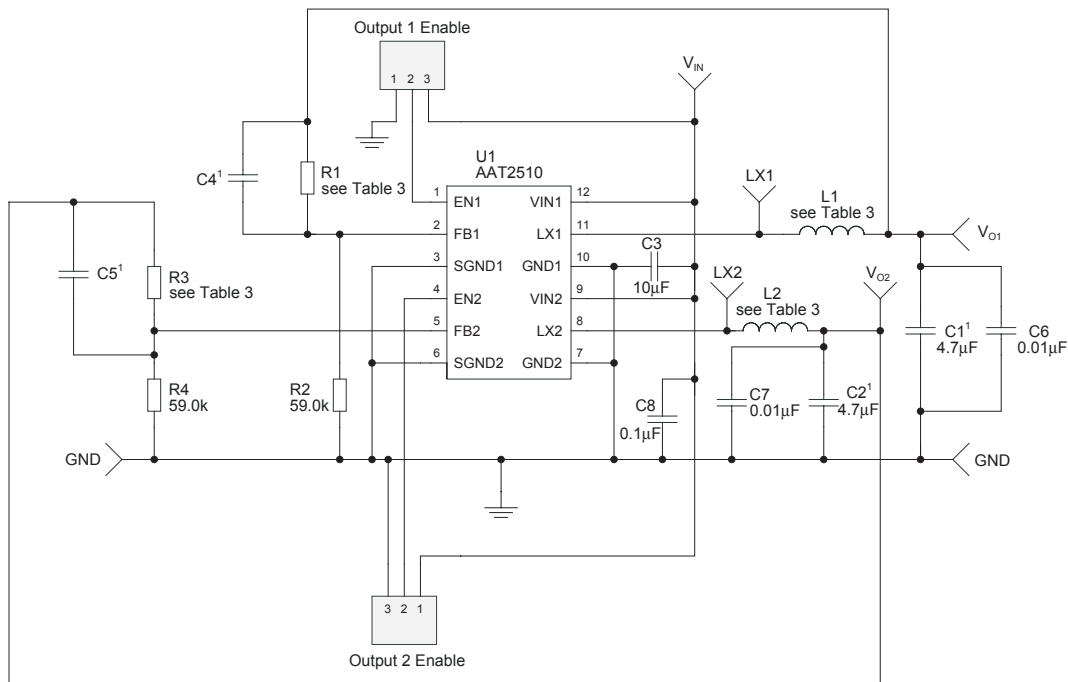 Output 1 Enable
1 2 3
V_IN
U1
AAT2510
C4¹
R1
see Table 3
1 EN1 VIN1 12
2 FB1 LX1 11
3 SGND1 GND1 10
4 EN2 VIN2 9
5 FB2 LX2 8
6 SGND2 GND2 7
LX1
L1
see Table 3
V_O1
C3
10µF
LX2
L2
see Table 3
V_O2
C5¹
R3
see Table 3
C1¹
4.7µF
C6
0.01µF
R4
59.0k
R2
59.0k
C8
0.1µF
C7
0.01µF
C2¹
4.7µF
GND
GND
3 2 1
Output 2 Enable